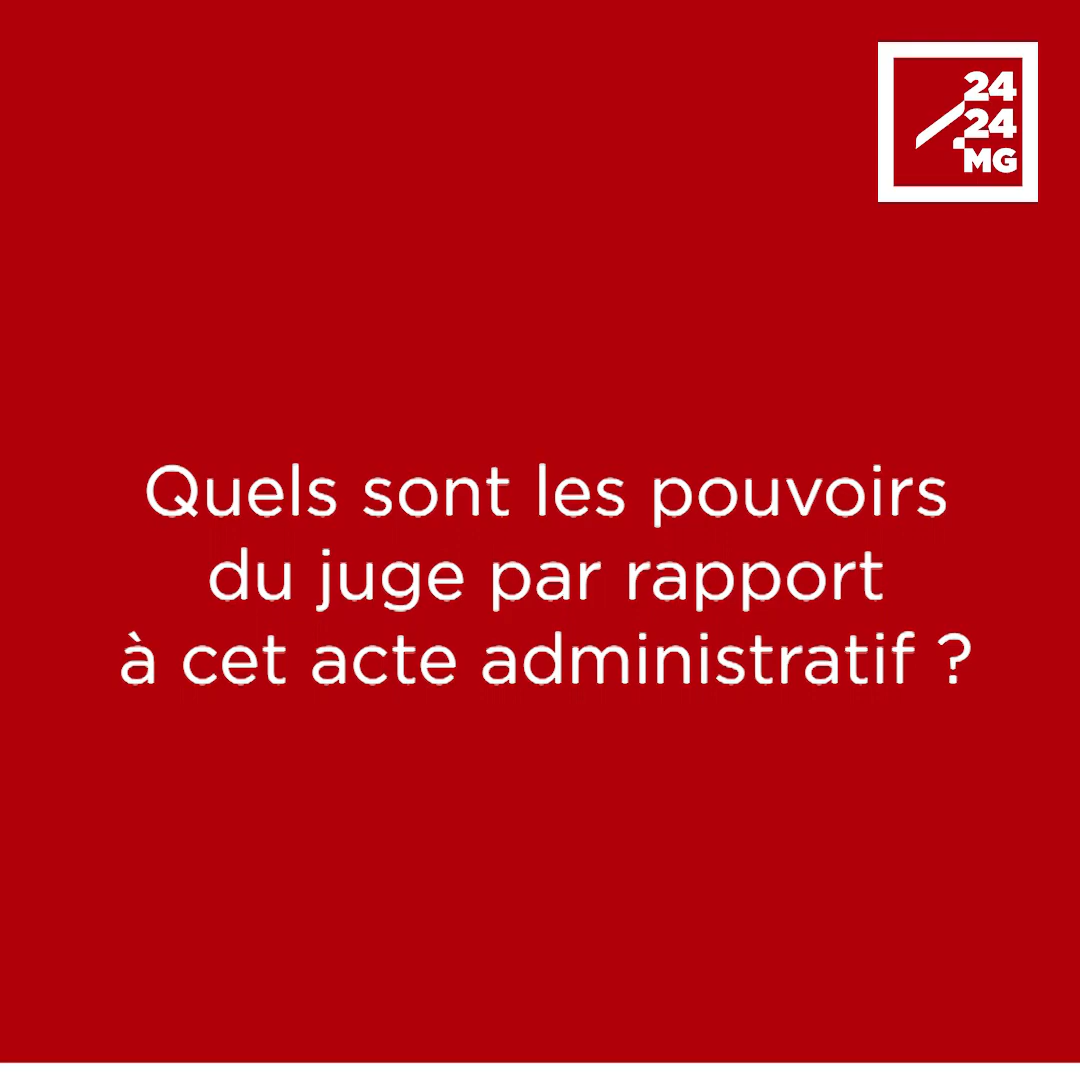 24
24
MG
Quels sont les pouvoirs
du juge par rapport
à cet acte administratif ?